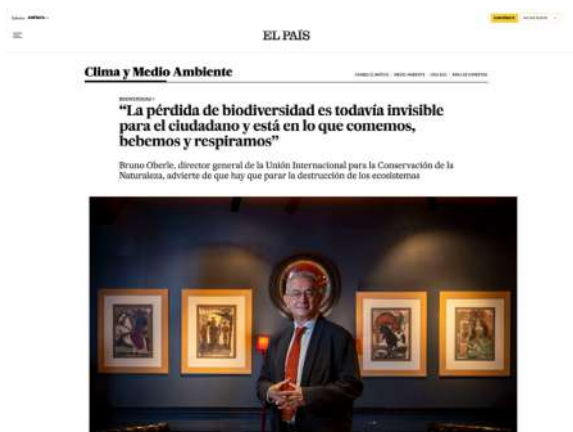 EL PAÍS
Clima y Medio Ambiente
BIODIVERSIDAD
“La pérdida de biodiversidad es todavía invisible
para el ciudadano y está en lo que comemos,
bebemos y respiramos”
Bruno Oberle, director general de la Unión Internacional para la Conservación de la
Naturaleza, advierte de que hay que parar la destrucción de los ecosistemas